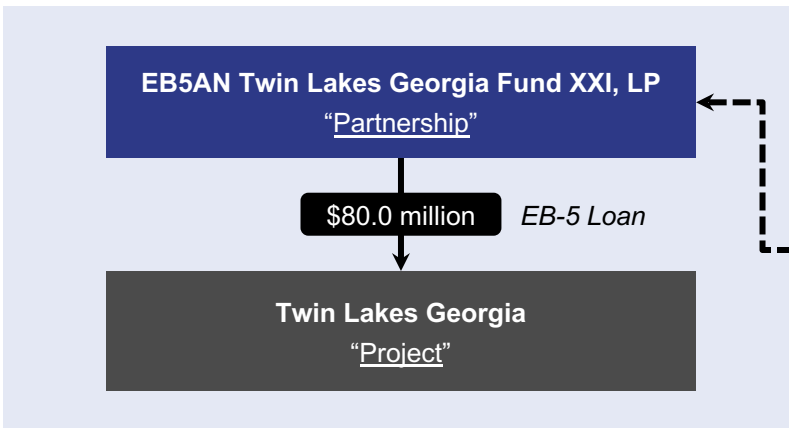 EB5AN Twin Lakes Georgia Fund XXI, LP
“Partnership”
$80.0 million EB-5 Loan
Twin Lakes Georgia
“Project”